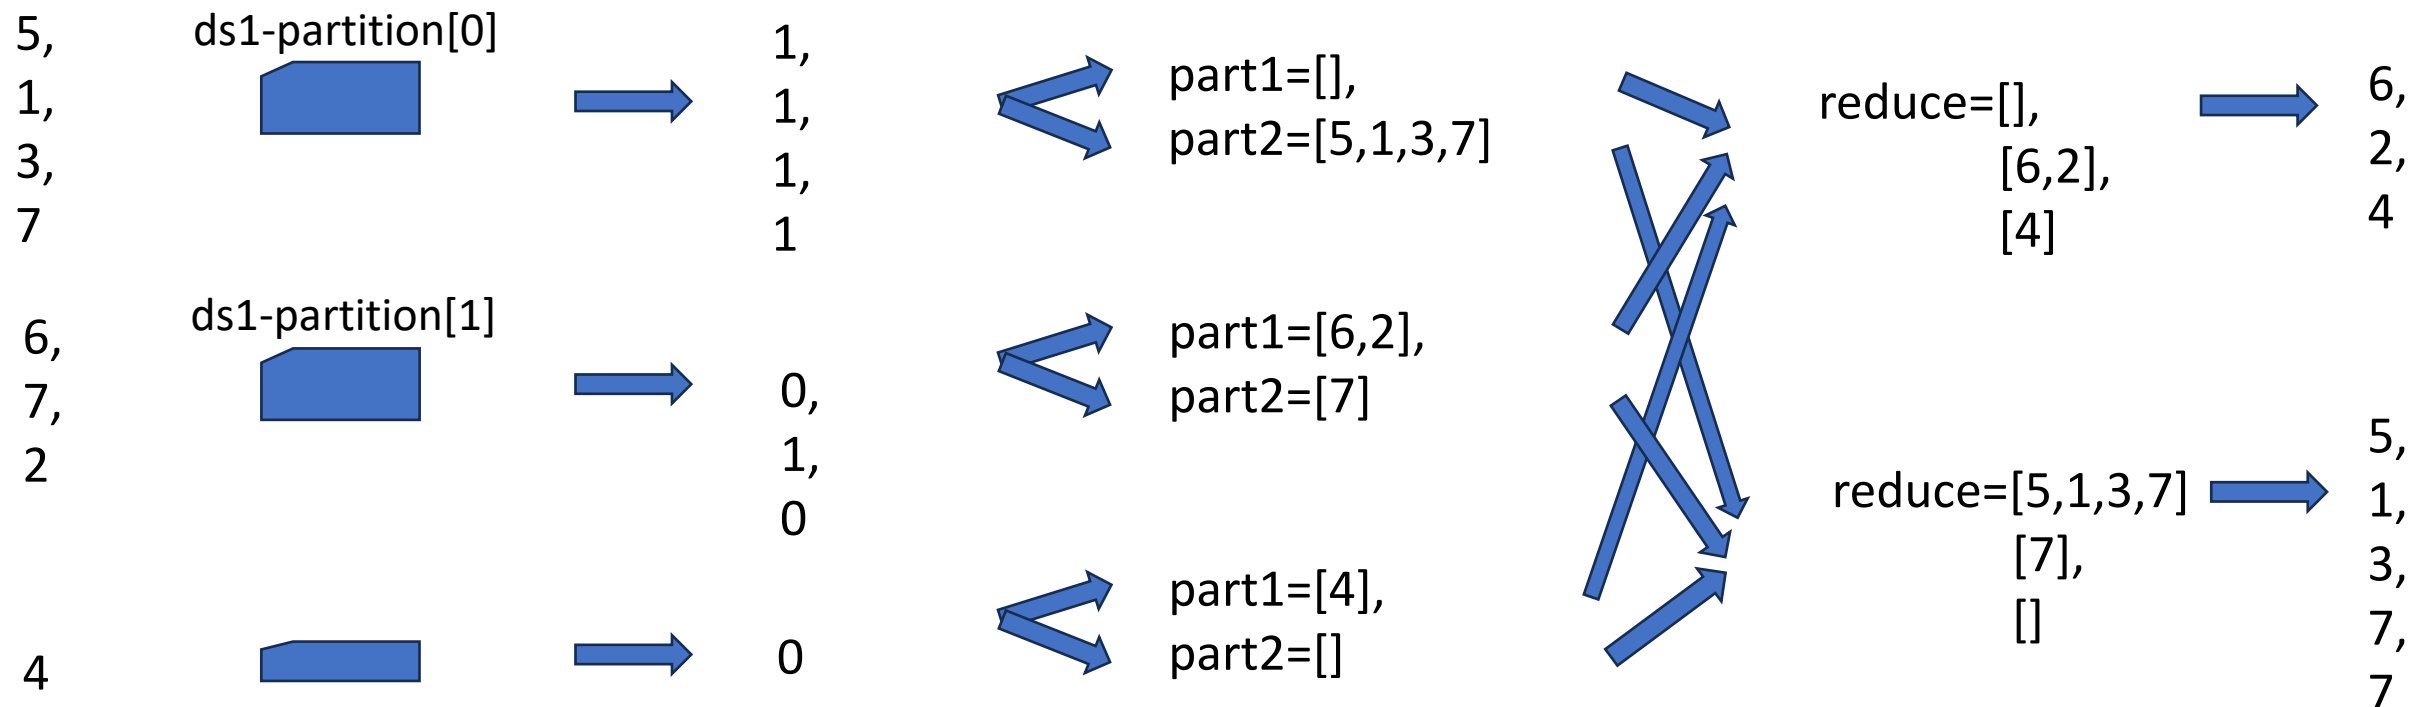 5,
1,
3,
7
ds1-partition[0]
1,
1,
1,
1
part1=[],
part2=[5,1,3,7]
reduce=[],
[6,2],
[4]
6,
2,
4
6,
7,
2
ds1-partition[1]
0,
1,
0
part1=[6,2],
part2=[7]
reduce=[5,1,3,7]
[7],
[]
5,
1,
3,
7,
7
4
0
part1=[4],
part2=[]